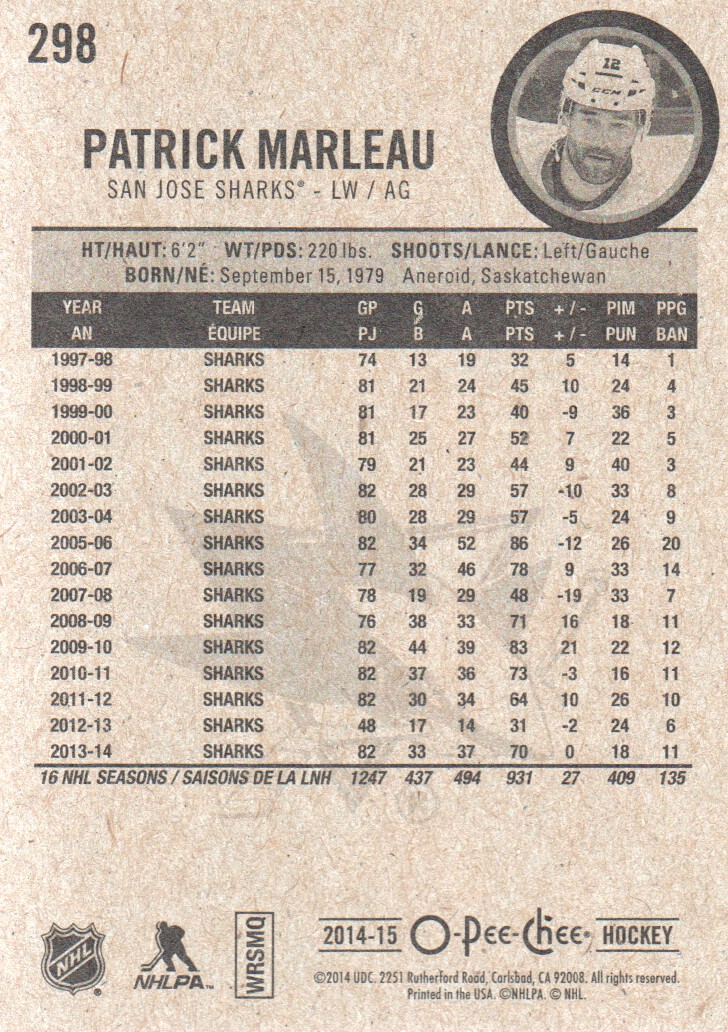 298
12
CCM
PATRICK MARLEAU
SAN JOSE SHARKS® - LW / AG
HT/HAUT: 6'2" WT/PDS: 220 lbs. SHOOTS/LANCE: Left/Gauche
BORN/NÉ: September 15, 1979 Aneroid, Saskatchewan
YEAR TEAM GP G A PTS + / - PIM PPG
AN ÉQUIPE PJ B A PTS + / - PUN BAN
1997-98 SHARKS 74 13 19 32 5 14 1
1998-99 SHARKS 81 21 24 45 10 24 4
1999-00 SHARKS 81 17 23 40 -9 36 3
2000-01 SHARKS 81 25 27 52 7 22 5
2001-02 SHARKS 79 21 23 44 9 40 3
2002-03 SHARKS 82 28 29 57 -10 33 8
2003-04 SHARKS 80 28 29 57 -5 24 9
2005-06 SHARKS 82 34 52 86 -12 26 20
2006-07 SHARKS 77 32 46 78 9 33 14
2007-08 SHARKS 78 19 29 48 -19 33 7
2008-09 SHARKS 76 38 33 71 16 18 11
2009-10 SHARKS 82 44 39 83 21 22 12
2010-11 SHARKS 82 37 36 73 -3 16 11
2011-12 SHARKS 82 30 34 64 10 26 10
2012-13 SHARKS 48 17 14 31 -2 24 6
2013-14 SHARKS 82 33 37 70 0 18 11
16 NHL SEASONS / SAISONS DE LA LNH 1247 437 494 931 27 409 135
NHL®
NHLPA™
WRSMQ
2014-15 O-Pee-Chee® HOCKEY
©2014 UDC. 2251 Rutherford Road, Carlsbad, CA 92008. All rights reserved.
Printed in the USA. ©NHLPA. © NHL.